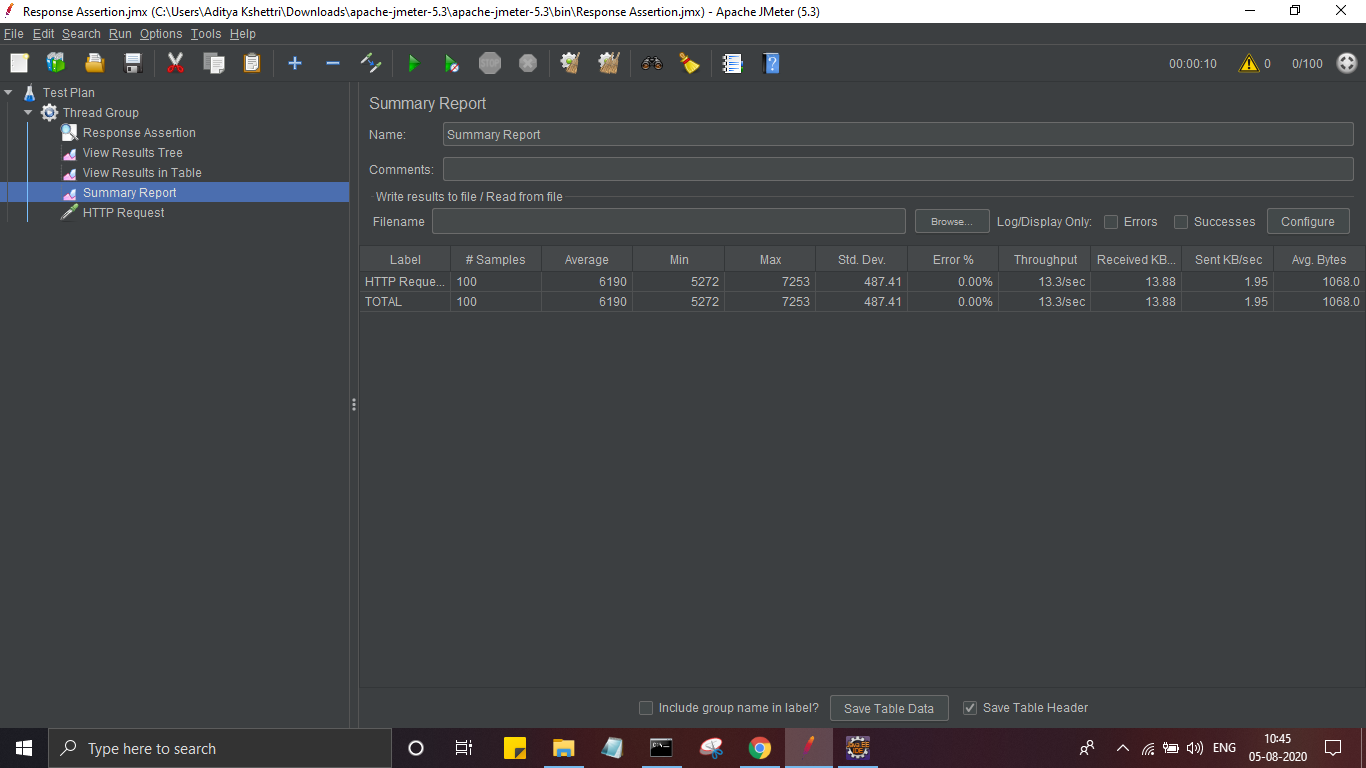 Response Assertion.jmx (C:\Users\Aditya Kshettri\Downloads\apache-jmeter-5.3\apache-jmeter-5.3\bin\Response Assertion.jmx) - Apache JMeter (5.3)
File Edit Search Run Options Tools Help
STOP 00:00:10 0 0/100
Test Plan
Thread Group
Response Assertion
View Results Tree
View Results in Table
Summary Report
HTTP Request
Summary Report
Name: Summary Report
Comments:
Write results to file / Read from file
Filename Browse... Log/Display Only: Errors Successes Configure
Label # Samples Average Min Max Std. Dev. Error % Throughput Received KB... Sent KB/sec Avg. Bytes
HTTP Reque... 100 6190 5272 7253 487.41 0.00% 13.3/sec 13.88 1.95 1068.0
TOTAL 100 6190 5272 7253 487.41 0.00% 13.3/sec 13.88 1.95 1068.0
Include group name in label? Save Table Data Save Table Header
Type here to search
ENG
10:45
05-08-2020